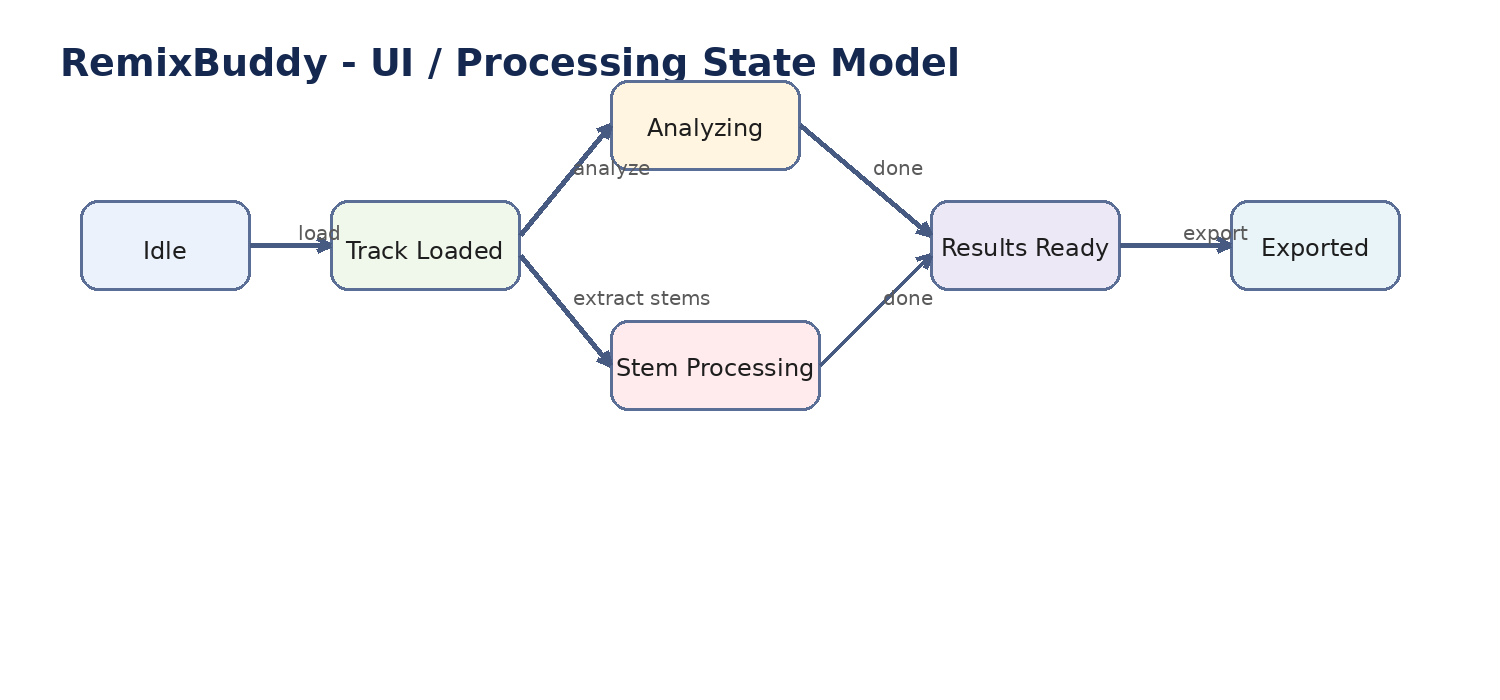 RemixBuddy - UI / Processing State Model
Analyzing
analyze
done
Idle
load
Track Loaded
Results Ready
export
Exported
extract stems
done
Stem Processing